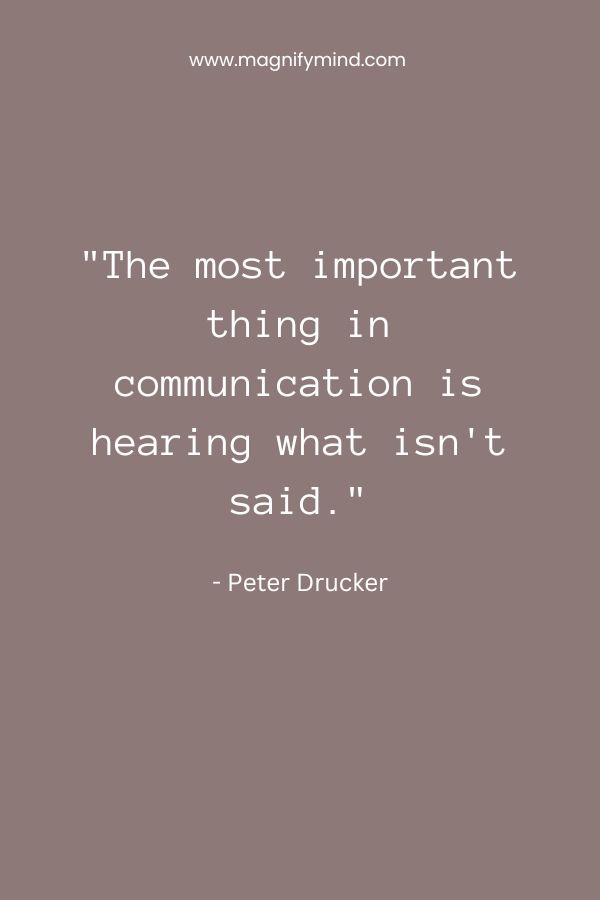 www.magnifymind.com
"The most important
thing in
communication is
hearing what isn't
said."
- Peter Drucker